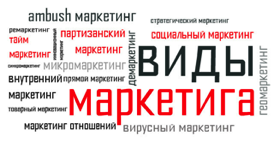 ambush маркетинг
стратегический маркетинг
ремаркетинг
партизанский маркетинг
социальный маркетинг
тайм маркетинг
демаркетинг
ВИДЫ
геомаркетинг
микромаркетинг
внутренний маркетинг
прямой маркетинг
маркетига
товарный маркетинг
маркетинг отношений
вирусный маркетинг